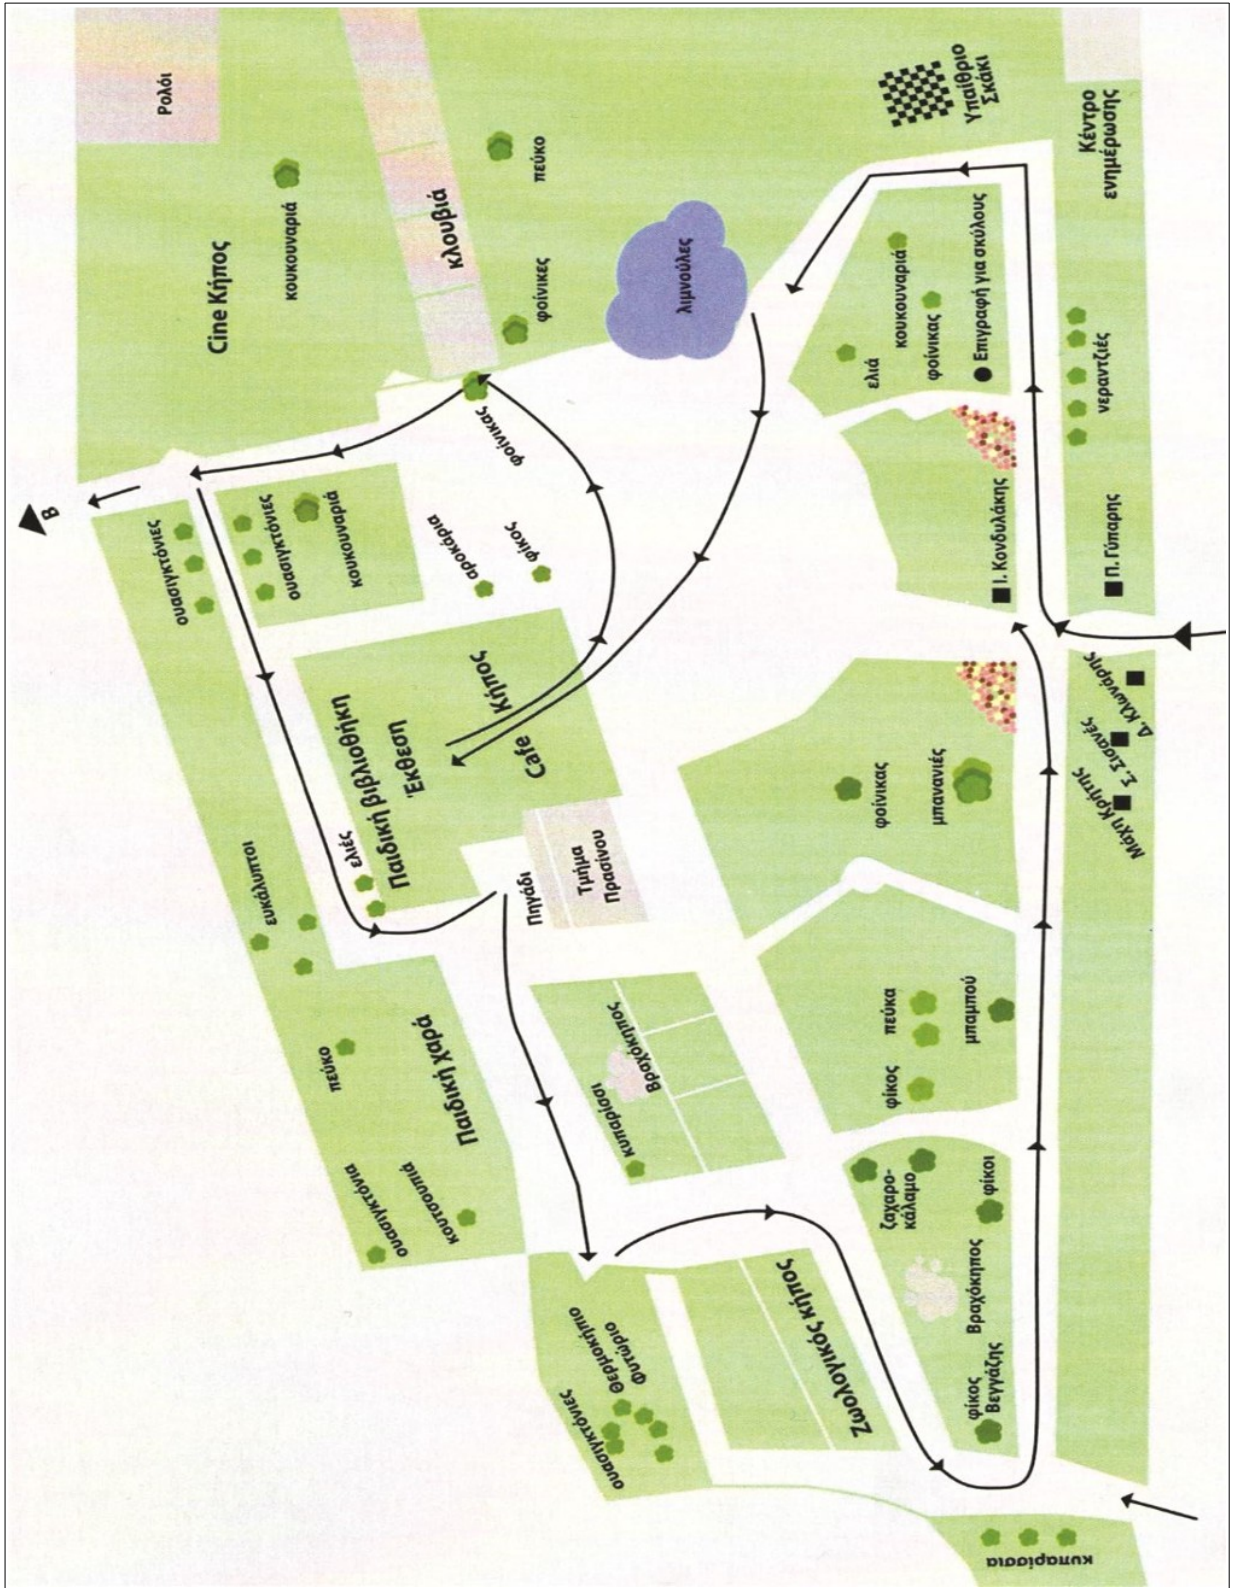 Ρολόι
κουκουναριά
Cine Κήπος
κλουβιά
πεύκο
φοίνικες
λιμνούλες
Υπαίθριο
Σκάκι
Κέντρο
ενημέρωσης
Β
ουασιγκτόνιες
ουασιγκτόνιες
κουκουναριά
φοίνικας
αροκάρια
φίκος
ελιά
κουκουναριά
φοίνικας
Επιγραφή για σκύλους
νεραντζιές
Ι. Κονδυλάκης
Π. Γύπαρης
Παιδική βιβλιοθήκη
Έκθεση
Cafe Κήπος
ελιές
Πηγάδι
Τμήμα
Πρασίνου
ευκάλυπτοι
πεύκο
Παιδική Χαρά
ουασιγκτόνια
κουτσουπιά
κυπαρίσσι
Βραχόκηπος
φοίνικας
μπανανιές
Δ. Κλωνάρης
Σ. Σισανές
Μάχη Κρήτης
φίκος
πεύκα
μπαμπού
ζαχαρο-
κάλαμο
φίκοι
Βραχόκηπος
φίκος
Βεγγάζης
Ζωολογικός κήπος
ουασιγκτόνιες
Θερμοκήπιο
Φυτώριο
κυπαρίσσια